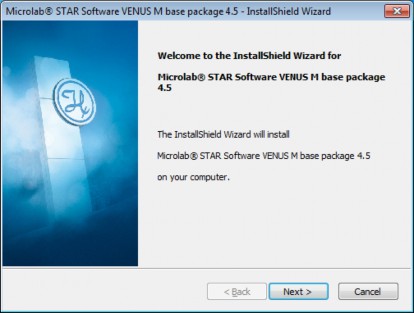 Microlab® STAR Software VENUS M base package 4.5 - InstallShield Wizard
Welcome to the InstallShield Wizard for
Microlab® STAR Software VENUS M base package
4.5
The InstallShield Wizard will install
Microlab® STAR Software VENUS M base package 4.5
on your computer.
< Back
Next >
Cancel